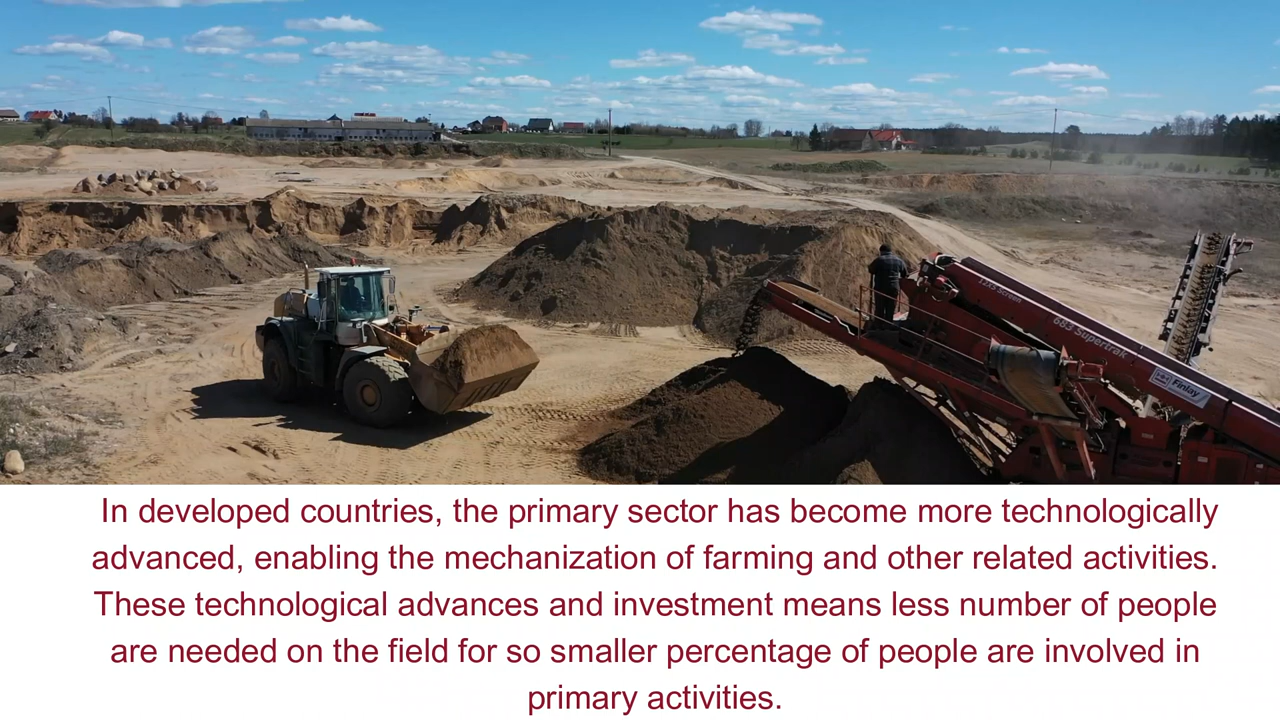 11x5 Screen
683 Supertrak
Finlay
In developed countries, the primary sector has become more technologically
advanced, enabling the mechanization of farming and other related activities.
These technological advances and investment means less number of people
are needed on the field for so smaller percentage of people are involved in
primary activities.